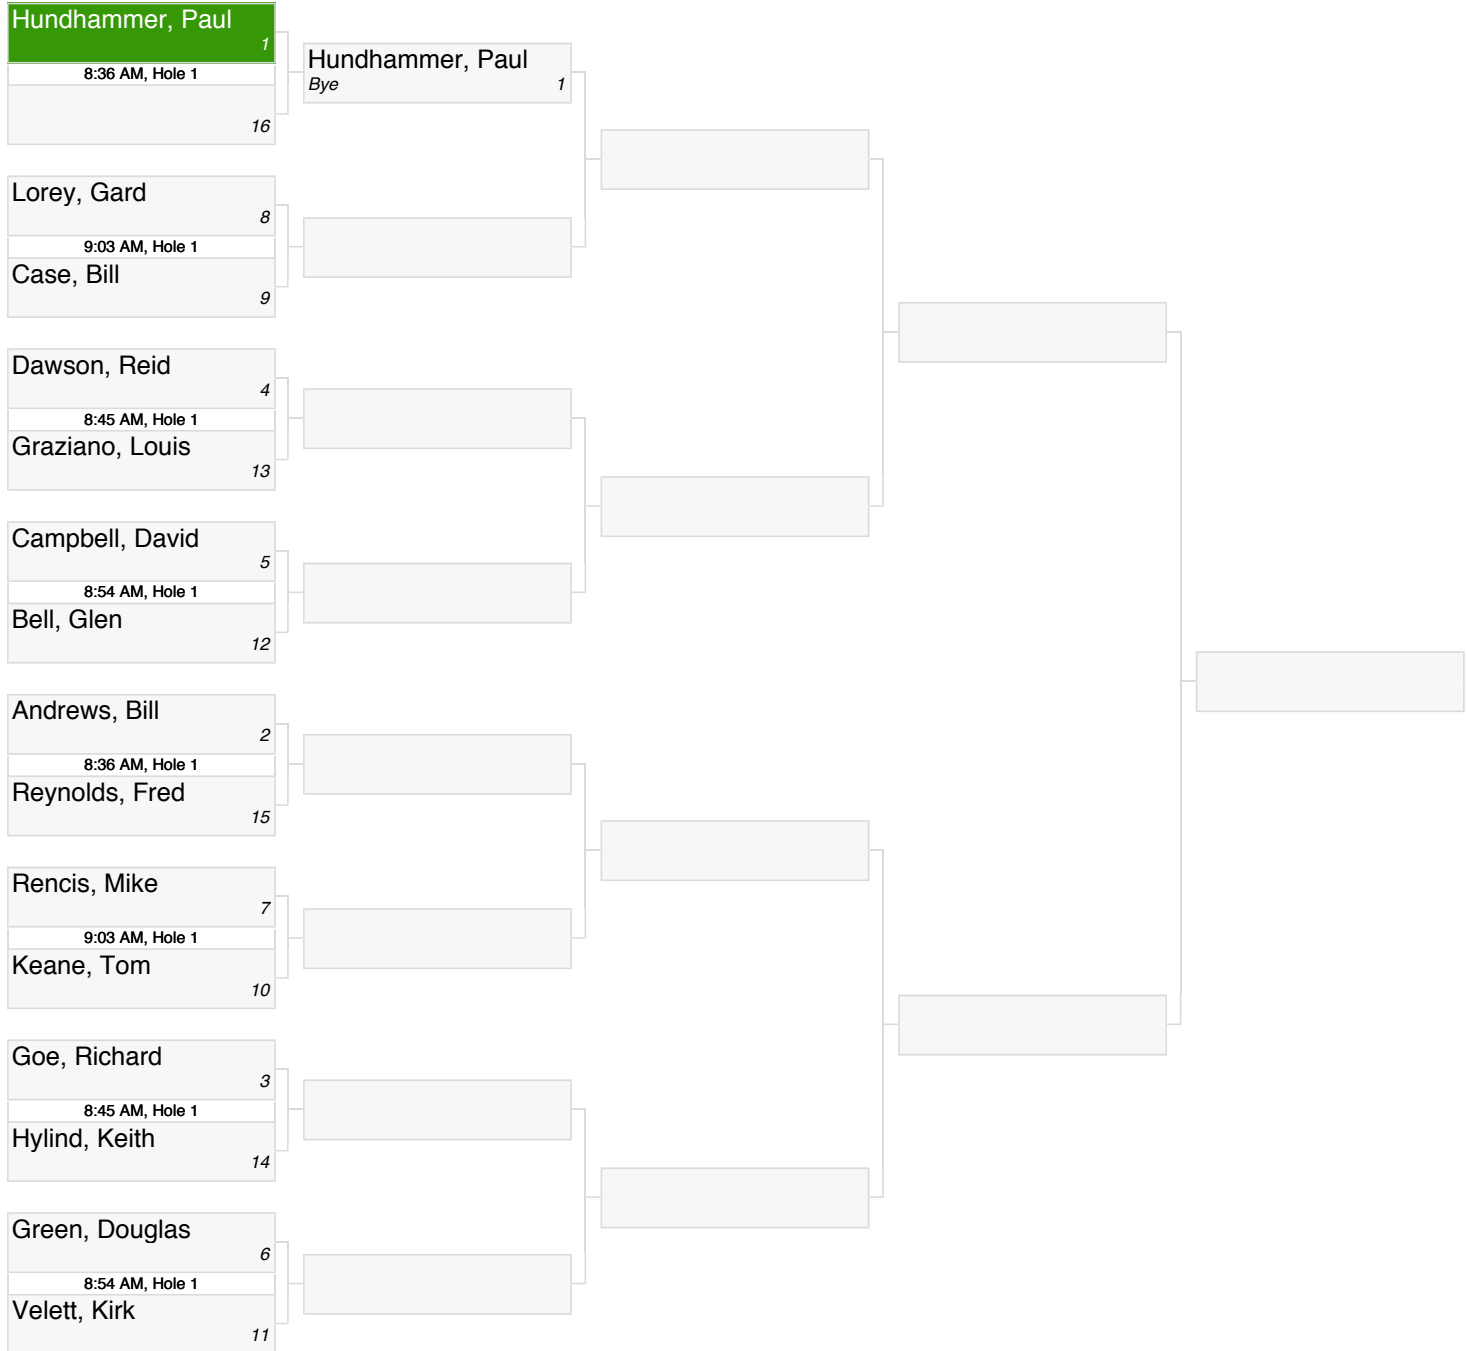 Hundhammer, Paul
1
8:36 AM, Hole 1
16
Hundhammer, Paul
Bye 1
Lorey, Gard
8
9:03 AM, Hole 1
Case, Bill
9
Dawson, Reid
4
8:45 AM, Hole 1
Graziano, Louis
13
Campbell, David
5
8:54 AM, Hole 1
Bell, Glen
12
Andrews, Bill
2
8:36 AM, Hole 1
Reynolds, Fred
15
Rencis, Mike
7
9:03 AM, Hole 1
Keane, Tom
10
Goe, Richard
3
8:45 AM, Hole 1
Hylind, Keith
14
Green, Douglas
6
8:54 AM, Hole 1
Velett, Kirk
11